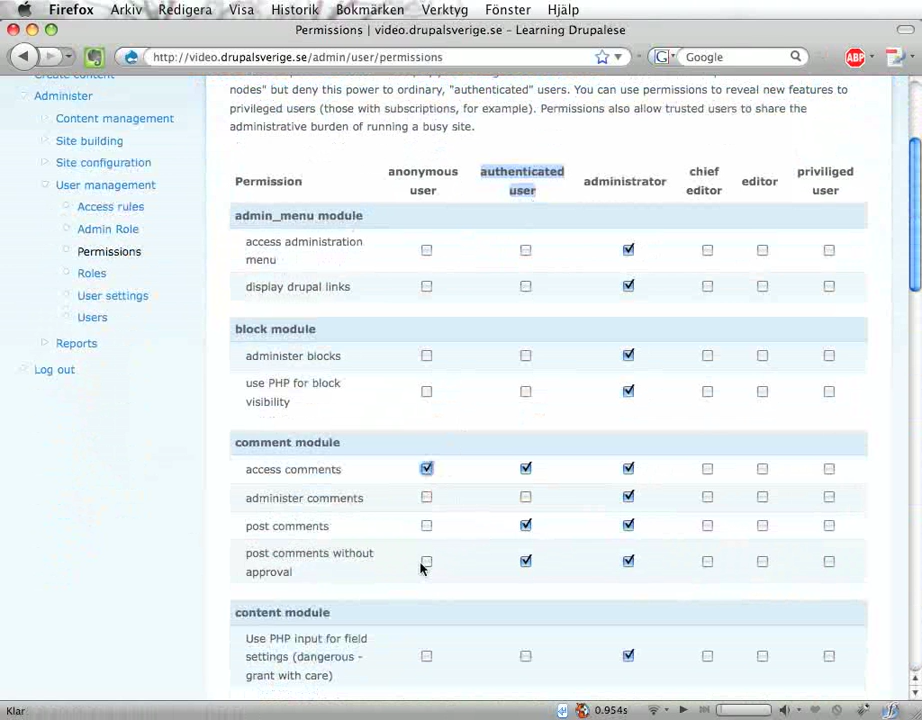 Firefox Arkiv Redigera Visa Historik Bokmärken Verktyg Fönster Hjälp
Permissions | video.drupalsverige.se – Learning Drupalese
http://video.drupalsverige.se/admin/user/permissions
Google
ABP
Create content
Administer
Content management
Site building
Site configuration
User management
Access rules
Admin Role
Permissions
Roles
User settings
Users
Reports
Log out
nodes" but deny this power to ordinary, "authenticated" users. You can use permissions to reveal new features to
privileged users (those with subscriptions, for example). Permissions also allow trusted users to share the
administrative burden of running a busy site.
Permission
anonymous
user
authenticated
user
administrator
chief
editor
editor
priviliged
user
admin_menu module
access administration
menu
display drupal links
block module
administer blocks
use PHP for block
visibility
comment module
access comments
administer comments
post comments
post comments without
approval
content module
Use PHP input for field
settings (dangerous -
grant with care)
Klar
0.954s